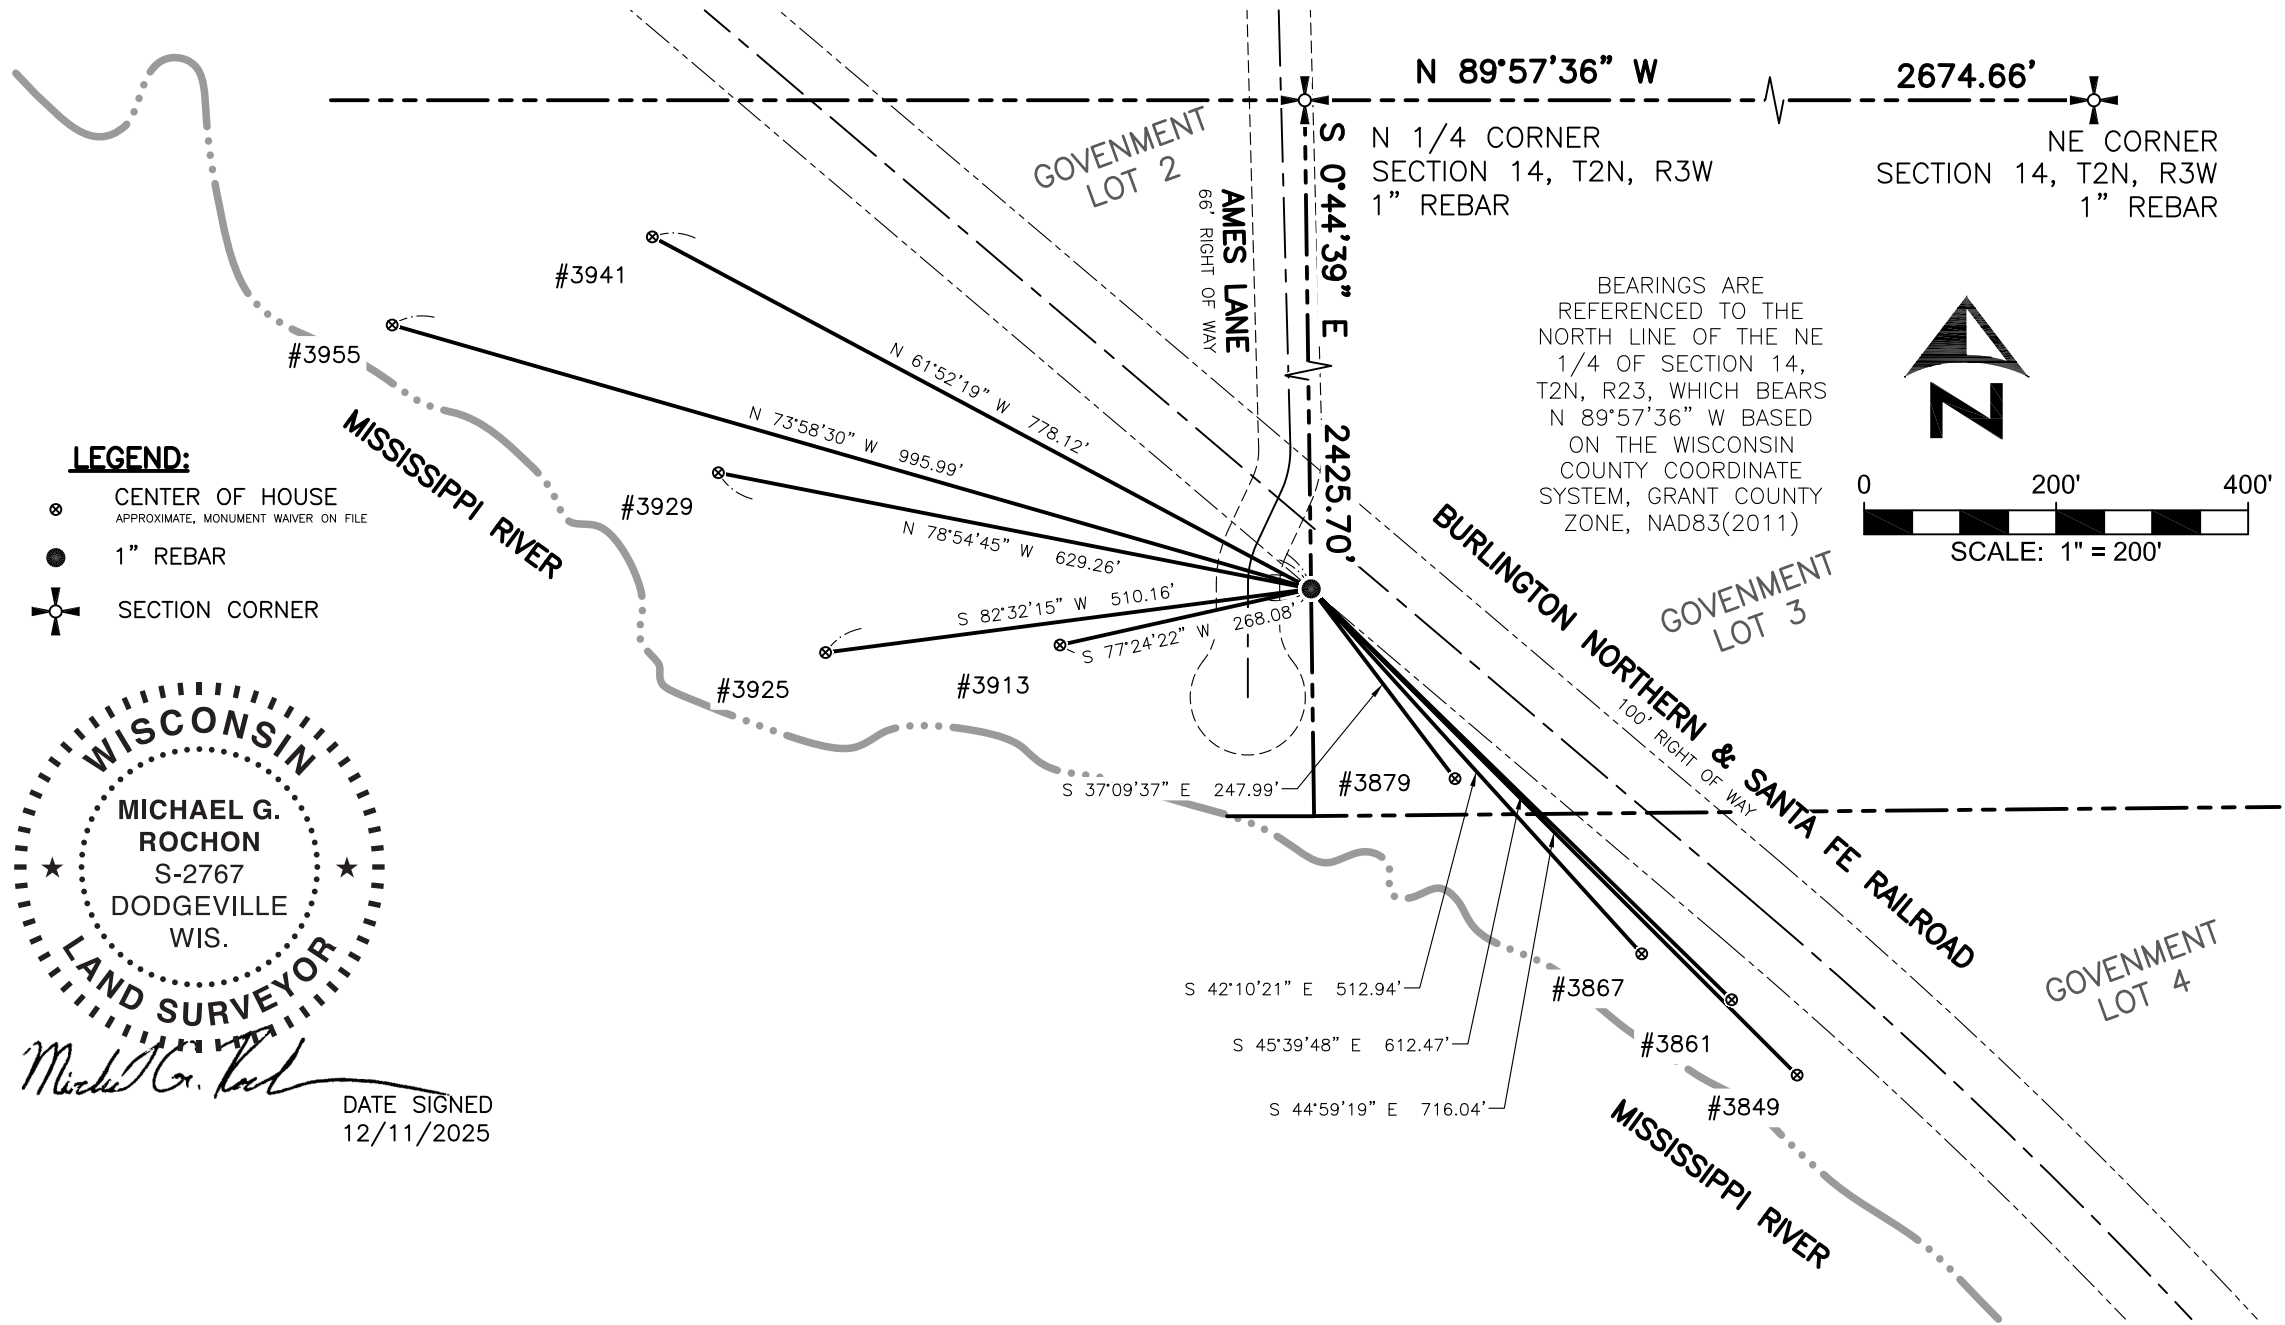 N 89°57'36” W
2674.66'
S 0°44'39” E
2425.70'
N 1/4 CORNER
SECTION 14, T2N, R3W
1” REBAR
NE CORNER
SECTION 14, T2N, R3W
1” REBAR
GOVENMENT
LOT 2
AMES LANE
66' RIGHT OF WAY
BEARINGS ARE
REFERENCED TO THE
NORTH LINE OF THE NE
1/4 OF SECTION 14,
T2N, R23, WHICH BEARS
N 89°57'36” W BASED
ON THE WISCONSIN
COUNTY COORDINATE
SYSTEM, GRANT COUNTY
ZONE, NAD83(2011)
N
0 200' 400'
SCALE: 1" = 200'
#3941
#3955
#3929
#3925
#3913
N 61°52'19” W 778.12'
N 73°58'30” W 995.99'
N 78°54'45” W 629.26'
S 82°32'15” W 510.16'
S 77°24'22” W 268.08'
MISSISSIPPI RIVER
LEGEND:
CENTER OF HOUSE
APPROXIMATE, MONUMENT WAIVER ON FILE
1” REBAR
SECTION CORNER
BURLINGTON NORTHERN & SANTA FE RAILROAD
100' RIGHT OF WAY
GOVENMENT
LOT 3
GOVENMENT
LOT 4
S 37°09'37” E 247.99'
#3879
S 42°10'21” E 512.94'
#3867
S 45°39'48” E 612.47'
#3861
S 44°59'19” E 716.04'
#3849
MISSISSIPPI RIVER
WISCONSIN
MICHAEL G.
ROCHON
S-2767
DODGEVILLE
WIS.
LAND SURVEYOR
DATE SIGNED
12/11/2025